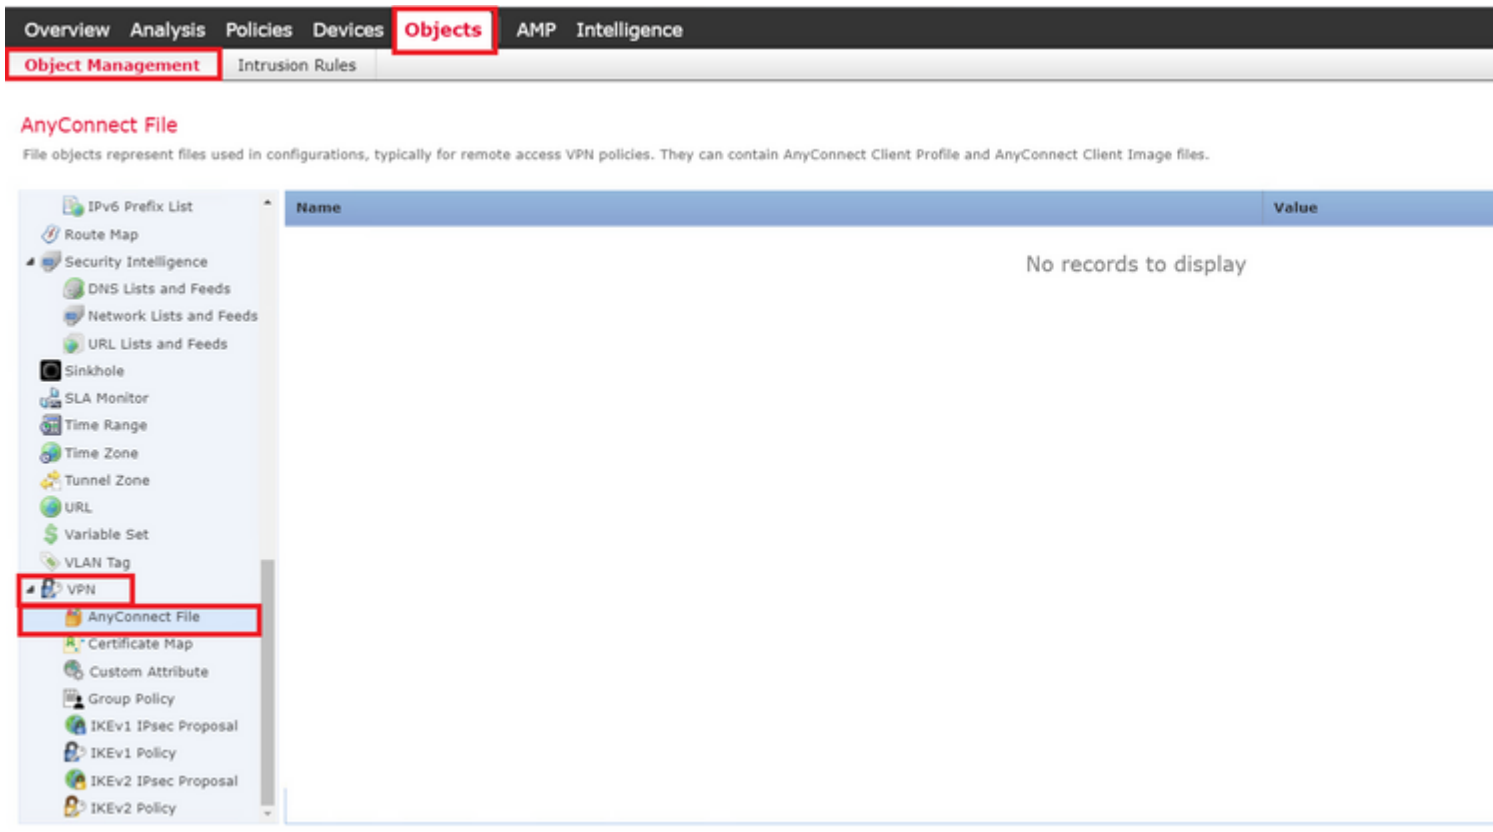 Overview Analysis Policies Devices Objects AMP Intelligence
Object Management Intrusion Rules
AnyConnect File
File objects represent files used in configurations, typically for remote access VPN policies. They can contain AnyConnect Client Profile and AnyConnect Client Image files.
IPv6 Prefix List
Route Map
Security Intelligence
DNS Lists and Feeds
Network Lists and Feeds
URL Lists and Feeds
Sinkhole
SLA Monitor
Time Range
Time Zone
Tunnel Zone
URL
Variable Set
VLAN Tag
VPN
AnyConnect File
Certificate Map
Custom Attribute
Group Policy
IKEv1 IPsec Proposal
IKEv1 Policy
IKEv2 IPsec Proposal
IKEv2 Policy
Name Value
No records to display